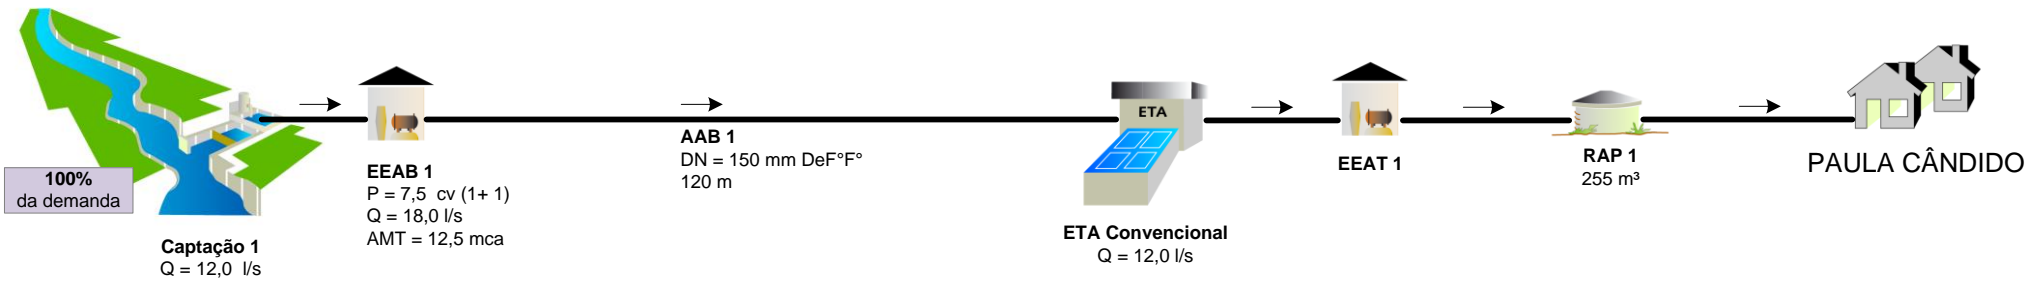 100%
da demanda
Captação 1
Q = 12,0 l/s
EEAB 1
P = 7,5 cv (1+ 1)
Q = 18,0 l/s
AMT = 12,5 mca
AAB 1
DN = 150 mm DeF°F°
120 m
ETA
ETA Convencional
Q = 12,0 l/s
EEAT 1
RAP 1
255 m³
PAULA CÂNDIDO